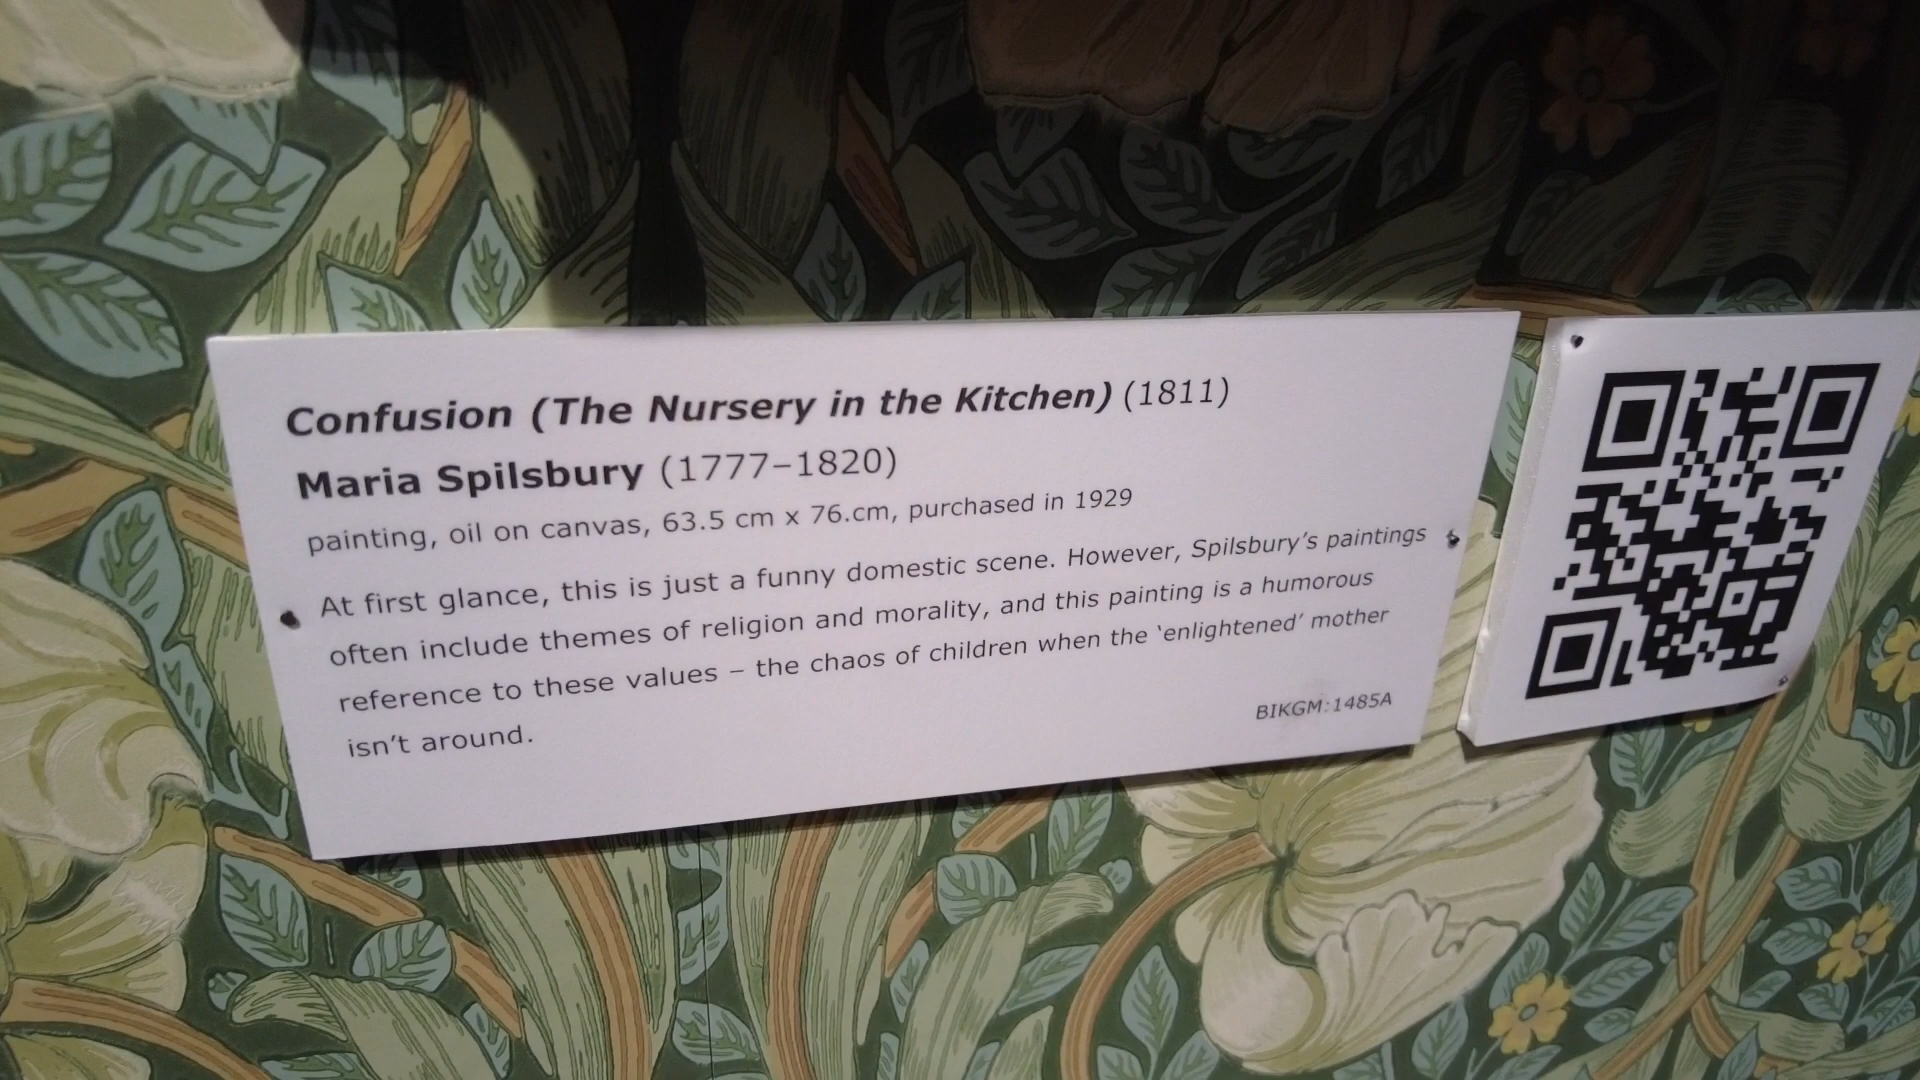 Confusion (The Nursery in the Kitchen) (1811)
Maria Spilsbury (1777–1820)
painting, oil on canvas, 63.5 cm x 76.cm, purchased in 1929
At first glance, this is just a funny domestic scene. However, Spilsbury’s paintings
often include themes of religion and morality, and this painting is a humorous
reference to these values – the chaos of children when the ‘enlightened’ mother
isn’t around.
BIKGM:1485A